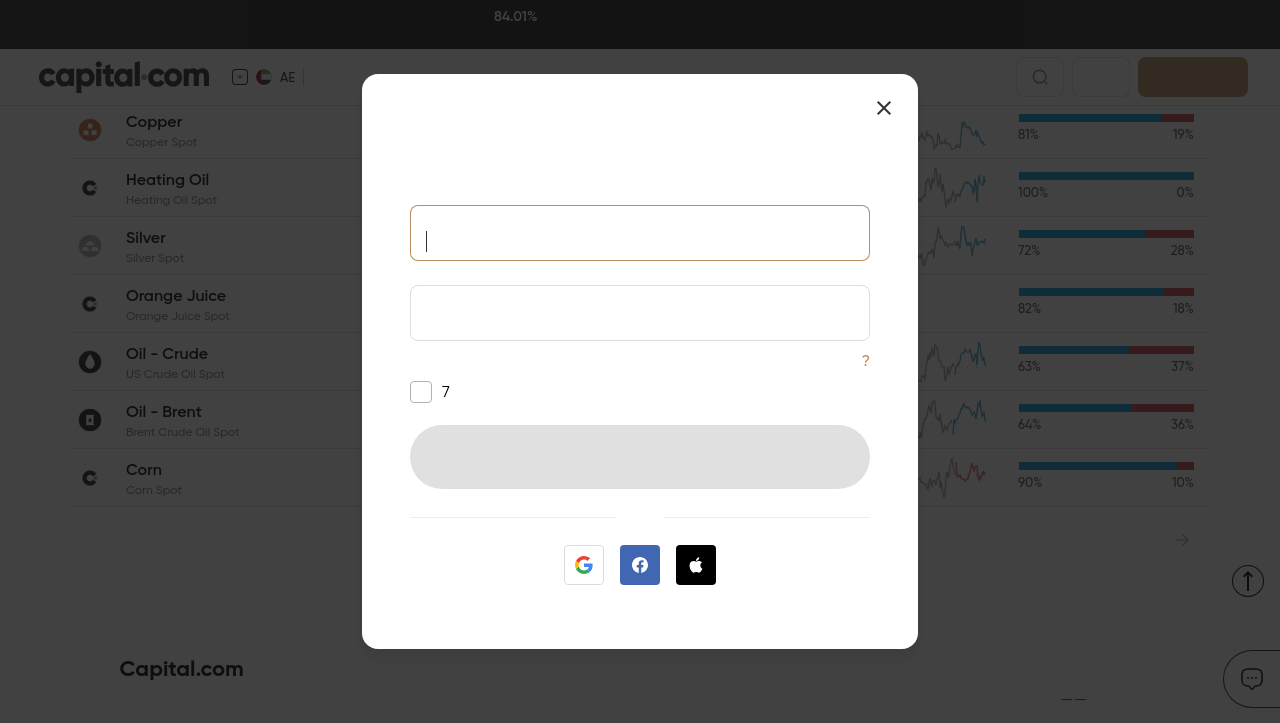 84.01%
capital.com
AE
Copper
Copper Spot
81%
19%
Heating Oil
Heating Oil Spot
100%
0%
Silver
Silver Spot
72%
28%
Orange Juice
Orange Juice Spot
82%
18%
?
Oil - Crude
US Crude Oil Spot
63%
37%
7
Oil - Brent
Brent Crude Oil Spot
64%
36%
Corn
Corn Spot
90%
10%
Capital.com